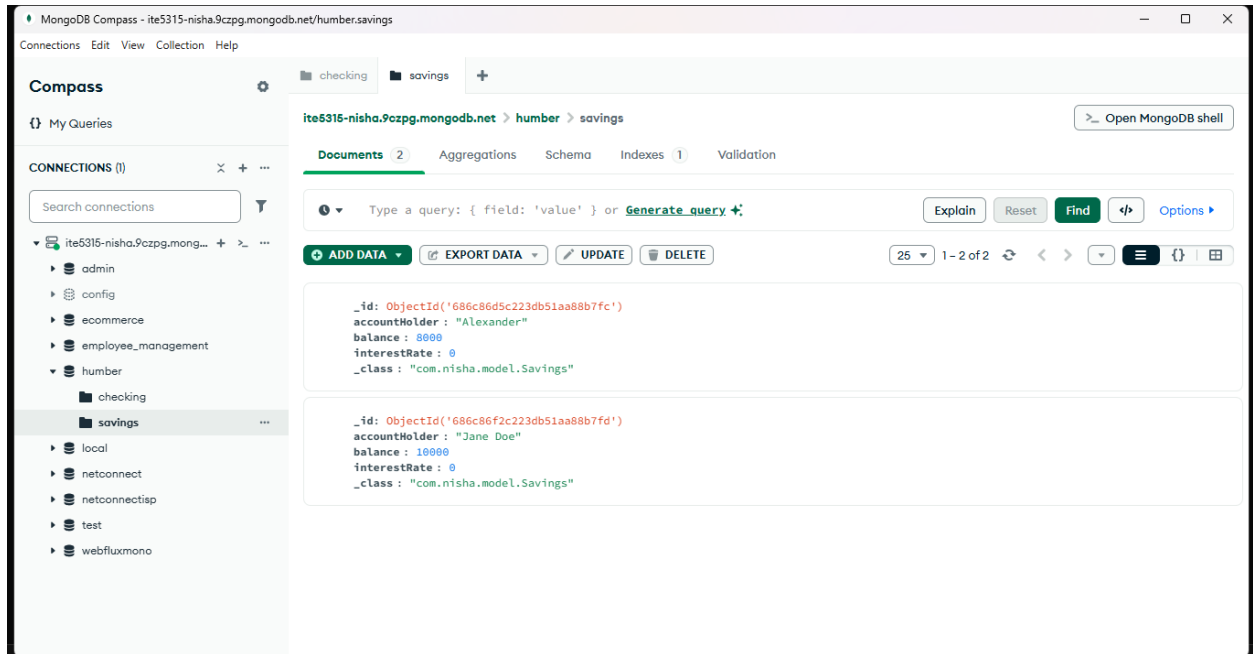 MongoDB Compass - ite5315-nisha.9czpg.mongodb.net/humber.savings
Connections Edit View Collection Help
Compass
{} My Queries
CONNECTIONS (1)
Search connections
ite5315-nisha.9czpg.mong...
admin
config
ecommerce
employee_management
humber
checking
savings
local
netconnect
netconnectisp
test
webfluxmono
checking savings
ite5315-nisha.9czpg.mongodb.net > humber > savings
>_ Open MongoDB shell
Documents 2 Aggregations Schema Indexes 1 Validation
Type a query: { field: 'value' } or Generate query
Explain Reset Find </> Options
ADD DATA EXPORT DATA UPDATE DELETE
25 1 – 2 of 2 {}
_id: ObjectId('686c86d5c223db51aa88b7fc')
accountHolder : "Alexander"
balance : 8000
interestRate : 0
_class : "com.nisha.model.Savings"
_id: ObjectId('686c86f2c223db51aa88b7fd')
accountHolder : "Jane Doe"
balance : 10000
interestRate : 0
_class : "com.nisha.model.Savings"